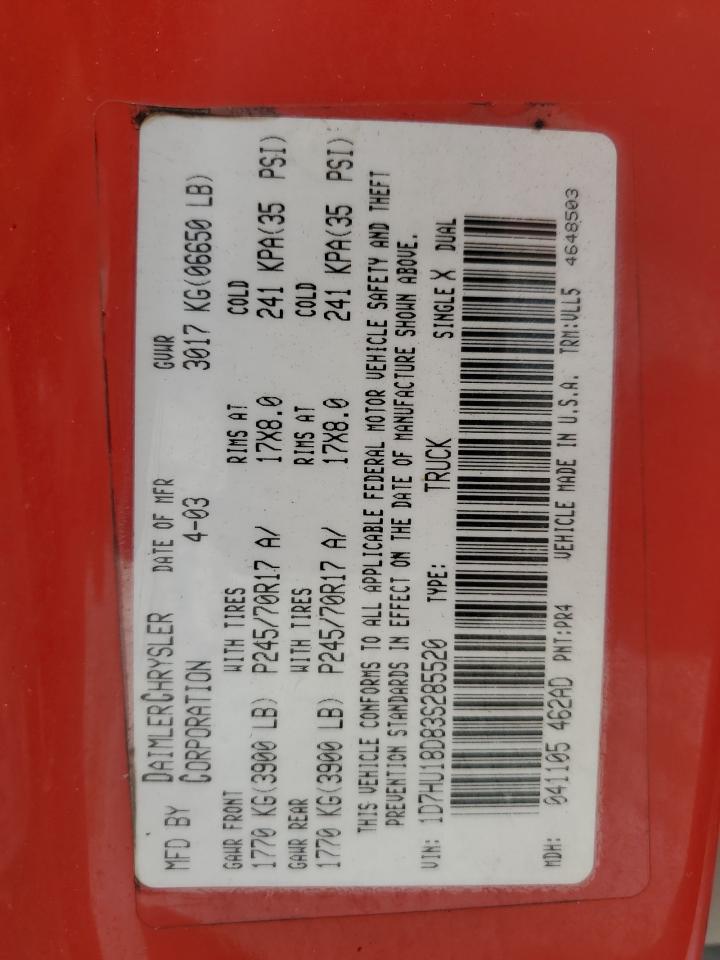 MFD BY DAIMLERCHRYSLER CORPORATION DATE OF MFR 4-03 GVWR 3017 KG(06650 LB)
GAWR FRONT WITH TIRES RIMS AT COLD
1770 KG(3900 LB) P245/70R17 A/ 17X8.0 241 KPA(35 PSI)
GAWR REAR WITH TIRES RIMS AT COLD
1770 KG(3900 LB) P245/70R17 A/ 17X8.0 241 KPA(35 PSI)
THIS VEHICLE CONFORMS TO ALL APPLICABLE FEDERAL MOTOR VEHICLE SAFETY AND THEFT
PREVENTION STANDARDS IN EFFECT ON THE DATE OF MANUFACTURE SHOWN ABOVE.
VIN: 1D7HU18D83S285520 TYPE: TRUCK SINGLE X DUAL
MDH: 041105 462AD PNT:PR4 VEHICLE MADE IN U.S.A. TRM:VLL5 4648503